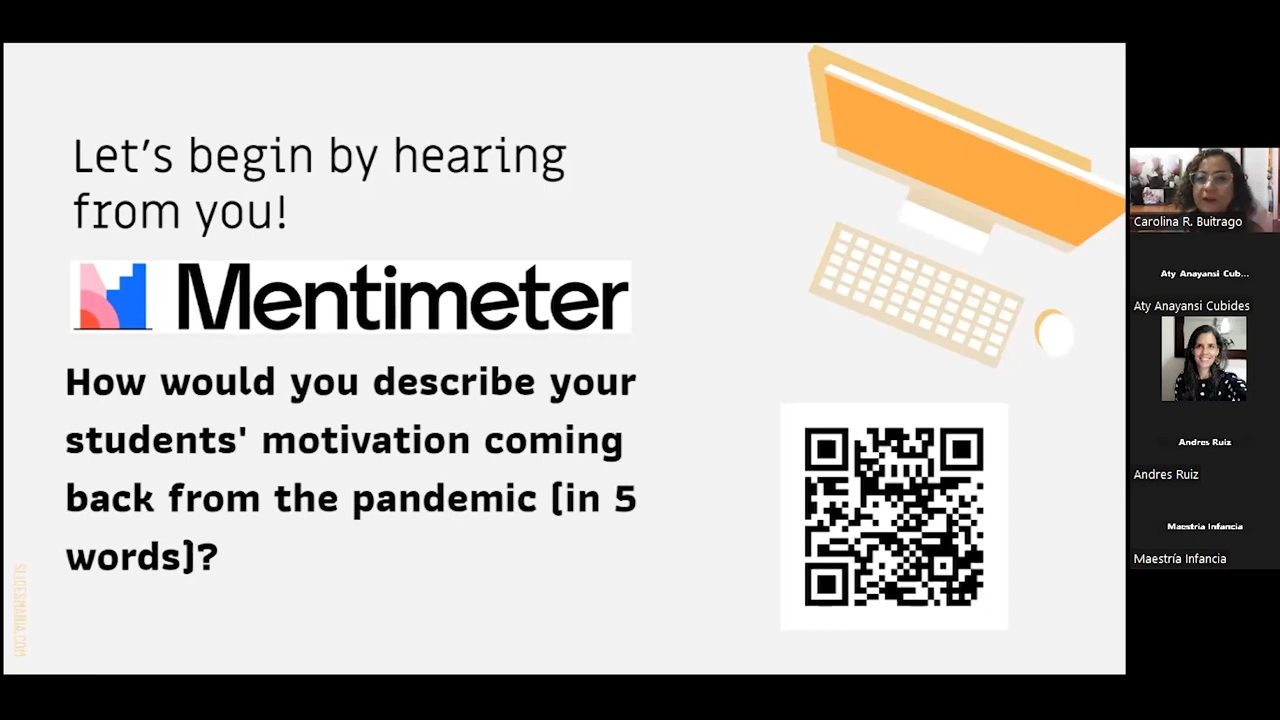 Let's begin by hearing
from you!
Mentimeter
How would you describe your
students' motivation coming
back from the pandemic (in 5
words)?
SLIDESMANIA.COM
Carolina R. Buitrago
Aty Anayansi Cub...
Aty Anayansi Cubides
Andres Ruiz
Andres Ruiz
Maestría Infancia
Maestría Infancia